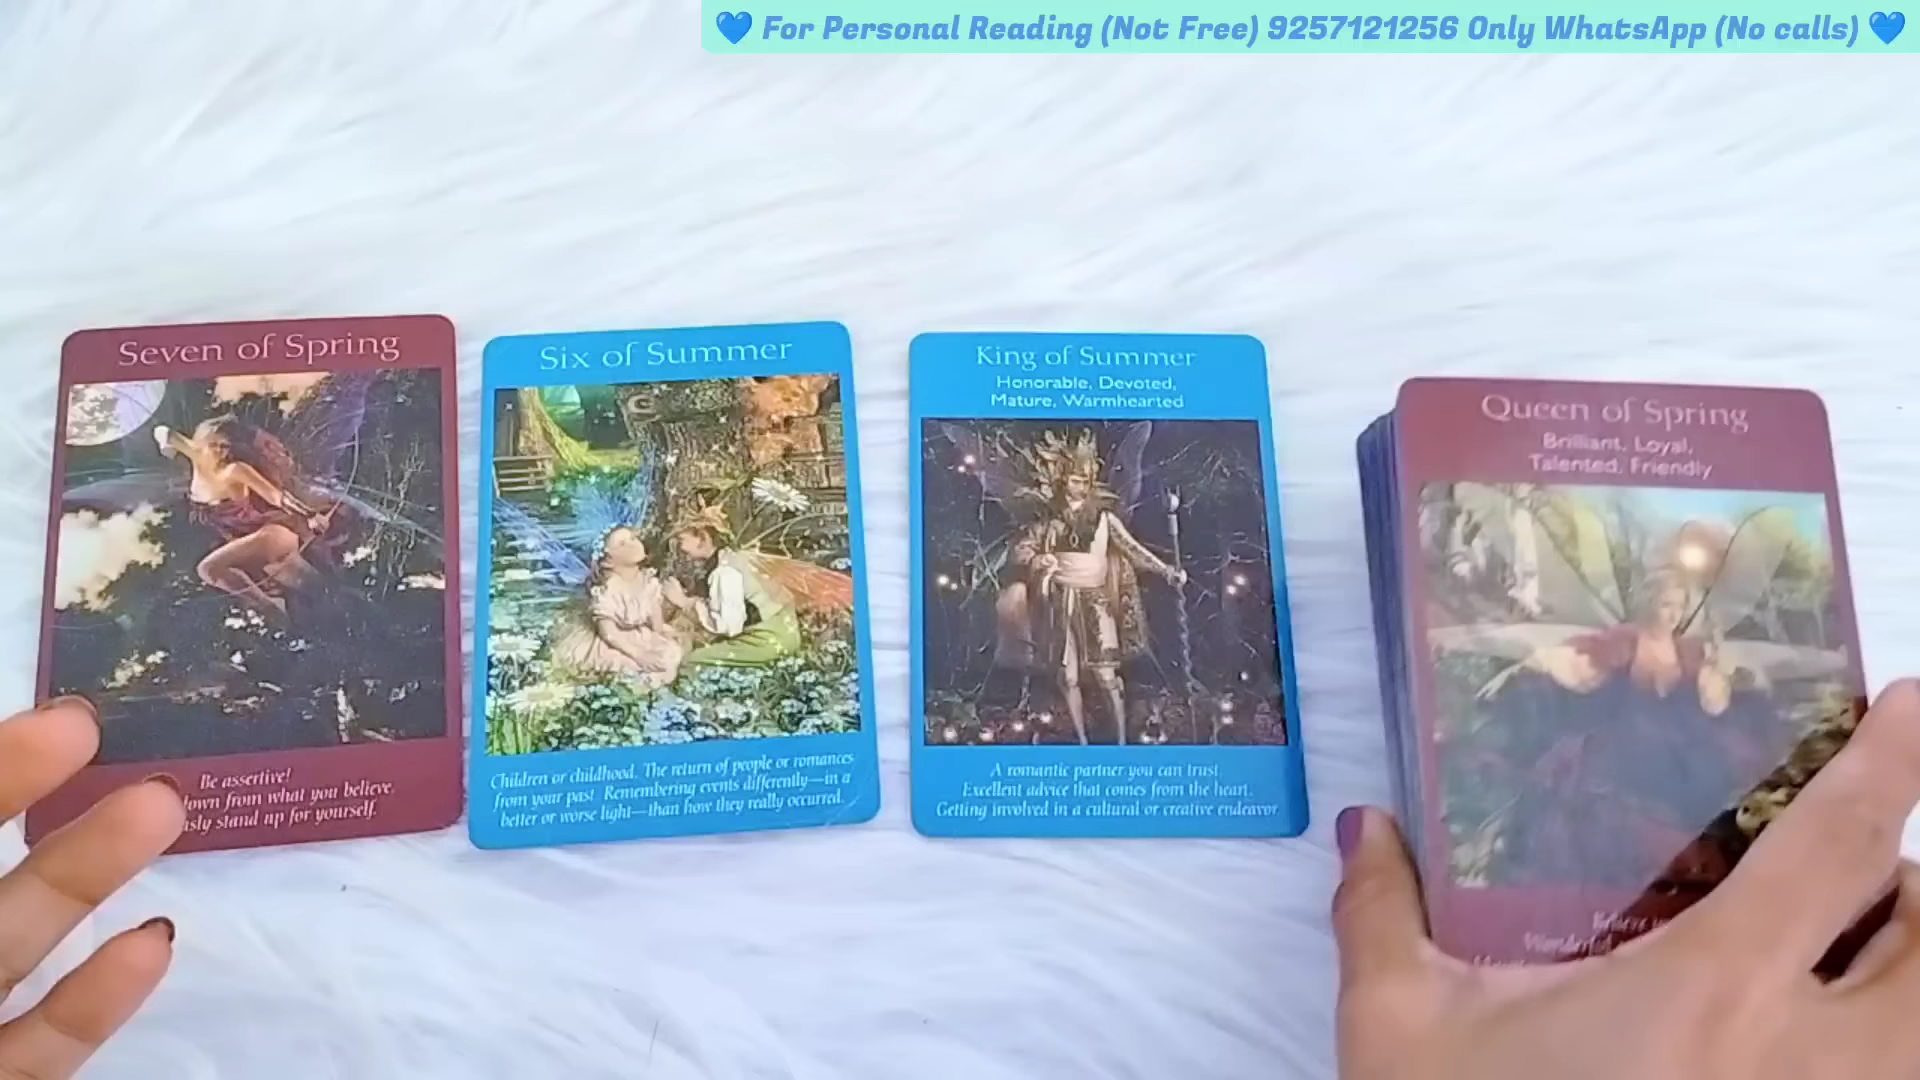 💙 For Personal Reading (Not Free) 9257121256 Only WhatsApp (No calls) 💙
Seven of Spring
Be assertive!
down from what you believe.
stand up for yourself.
Six of Summer
Children or childhood. The return of people or romances
from your past. Remembering events differently—in a
better or worse light—than how they really occurred.
King of Summer
Honorable, Devoted,
Mature, Warmhearted
A romantic partner you can trust.
Excellent advice that comes from the heart.
Getting involved in a cultural or creative endeavor.
Queen of Spring
Brilliant, Loyal,
Talented, Friendly
Believe
Wonderful